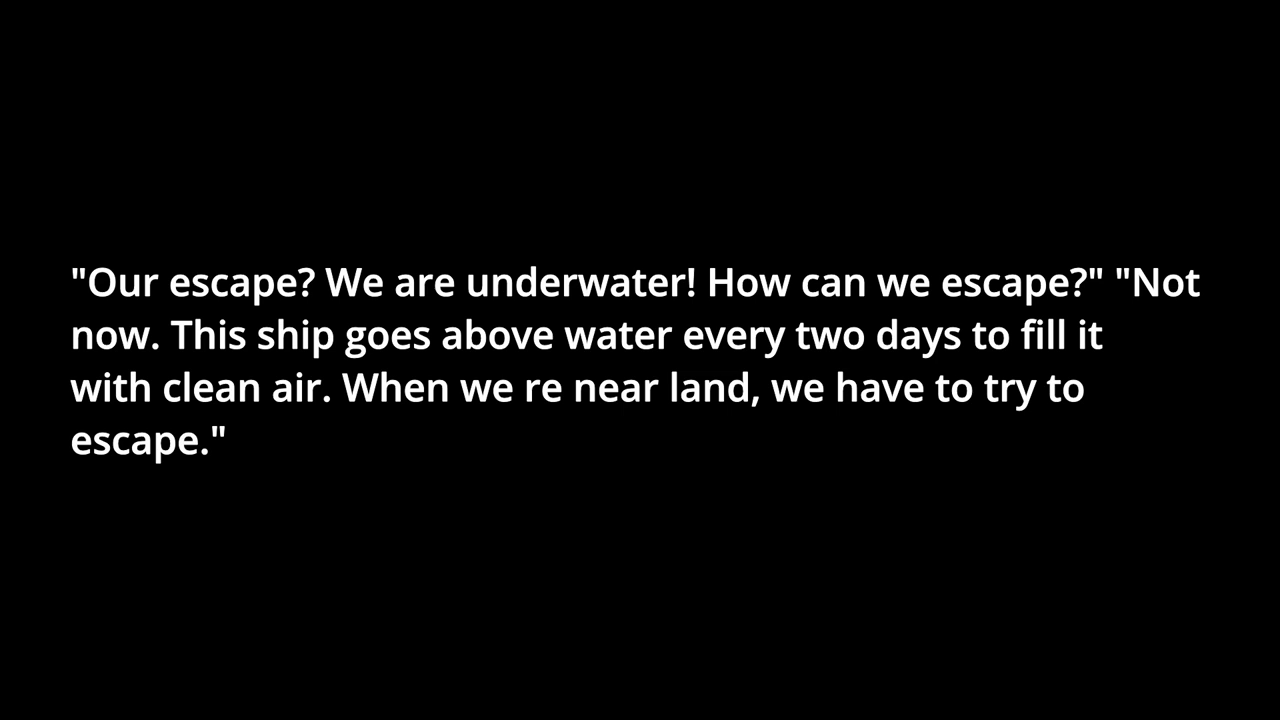 "Our escape? We are underwater! How can we escape?" "Not
now. This ship goes above water every two days to fill it
with clean air. When we re near land, we have to try to
escape."